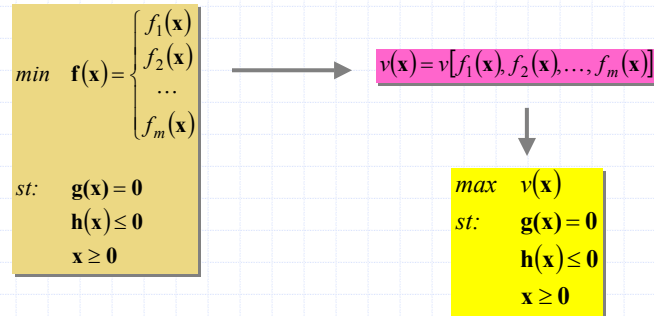 min f(x) = { f₁(x)
f₂(x)
...
fₘ(x)
st: g(x) = 0
h(x) ≤ 0
x ≥ 0
v(x) = v[f₁(x), f₂(x),..., fₘ(x)]
max v(x)
st: g(x) = 0
h(x) ≤ 0
x ≥ 0